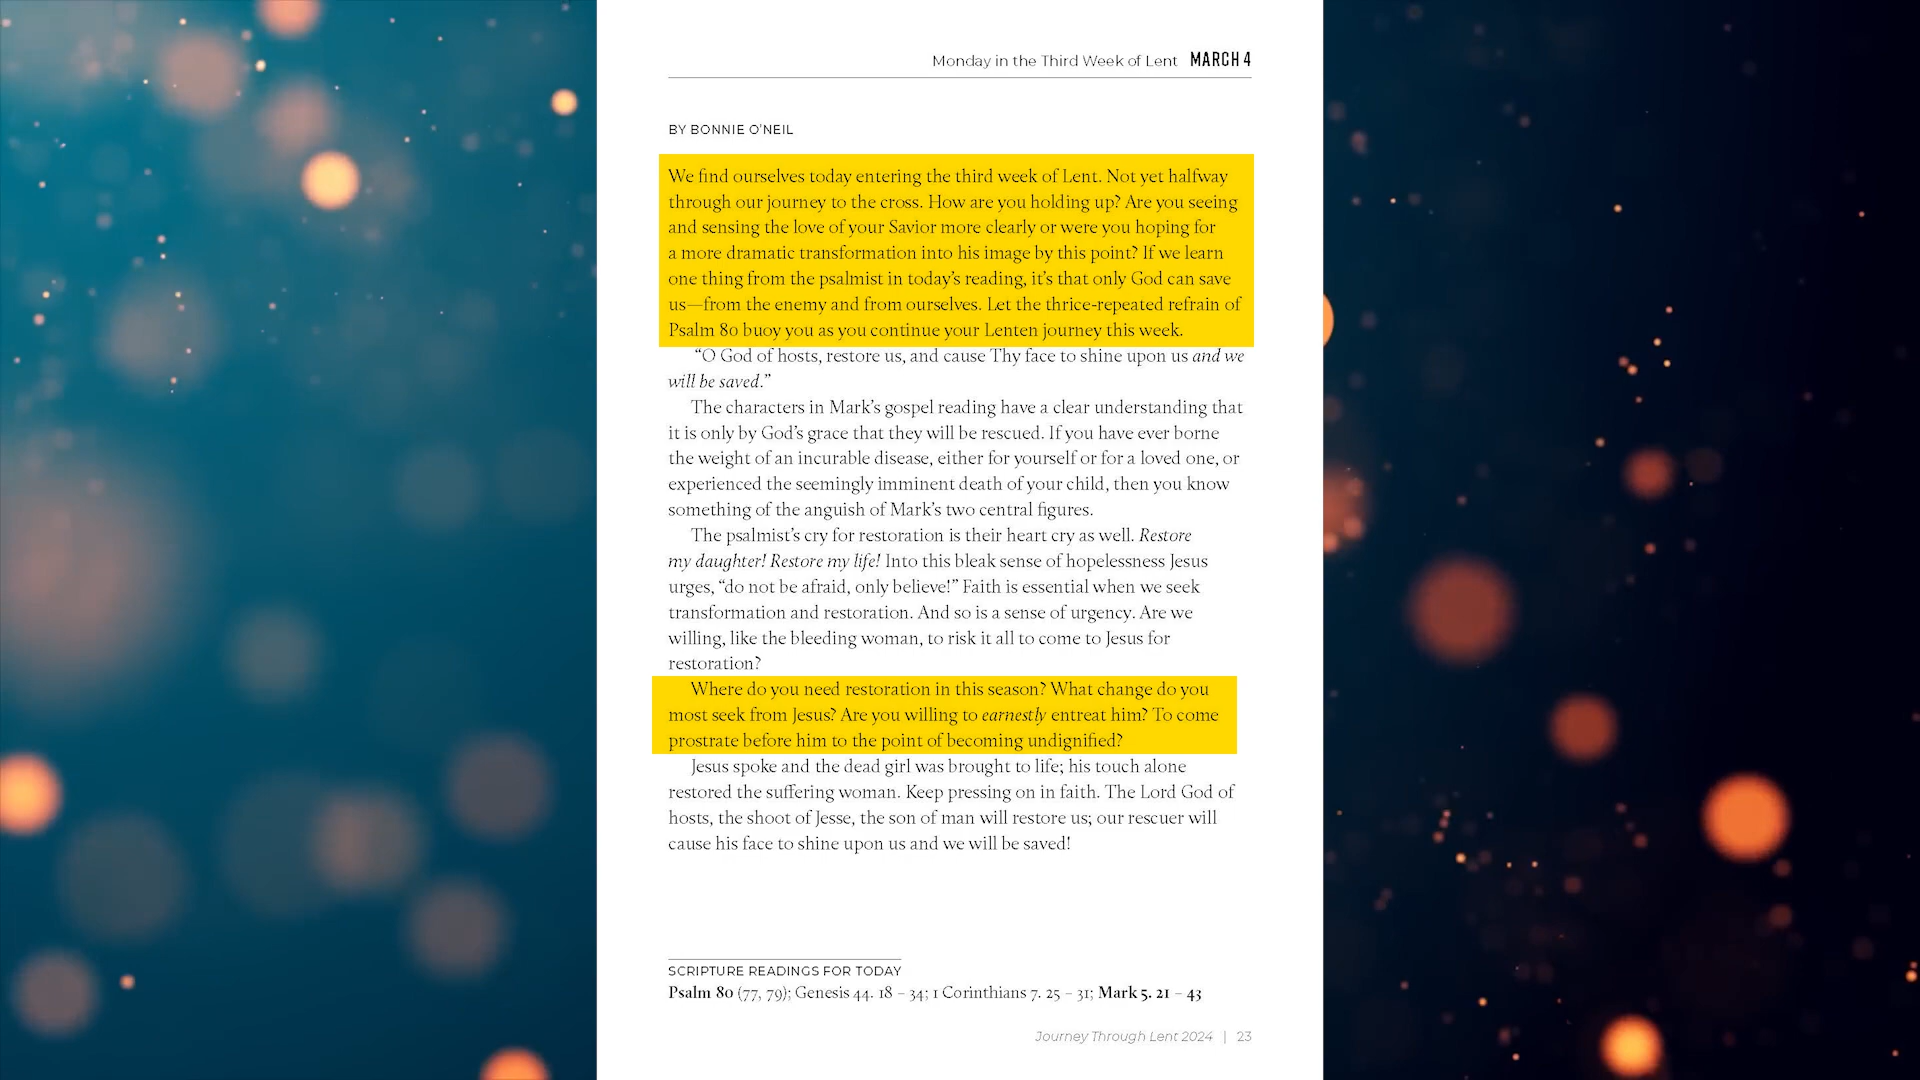 Monday in the Third Week of Lent MARCH 4
BY BONNIE O’NEIL
We find ourselves today entering the third week of Lent. Not yet halfway
through our journey to the cross. How are you holding up? Are you seeing
and sensing the love of your Savior more clearly or were you hoping for
a more dramatic transformation into his image by this point? If we learn
one thing from the psalmist in today’s reading, it’s that only God can save
us—from the enemy and from ourselves. Let the thrice-repeated refrain of
Psalm 80 buoy you as you continue your Lenten journey this week.
“O God of hosts, restore us, and cause Thy face to shine upon us and we
will be saved.”
The characters in Mark’s gospel reading have a clear understanding that
it is only by God’s grace that they will be rescued. If you have ever borne
the weight of an incurable disease, either for yourself or for a loved one, or
experienced the seemingly imminent death of your child, then you know
something of the anguish of Mark’s two central figures.
The psalmist’s cry for restoration is their heart cry as well. Restore
my daughter! Restore my life! Into this bleak sense of hopelessness Jesus
urges, “do not be afraid, only believe!” Faith is essential when we seek
transformation and restoration. And so is a sense of urgency. Are we
willing, like the bleeding woman, to risk it all to come to Jesus for
restoration?
Where do you need restoration in this season? What change do you
most seek from Jesus? Are you willing to earnestly entreat him? To come
prostrate before him to the point of becoming undignified?
Jesus spoke and the dead girl was brought to life; his touch alone
restored the suffering woman. Keep pressing on in faith. The Lord God of
hosts, the shoot of Jesse, the son of man will restore us; our rescuer will
cause his face to shine upon us and we will be saved!
SCRIPTURE READINGS FOR TODAY
Psalm 80 (77, 79); Genesis 44. 18 – 34; 1 Corinthians 7. 25 – 31; Mark 5. 21 – 43
Journey Through Lent 2024 | 23